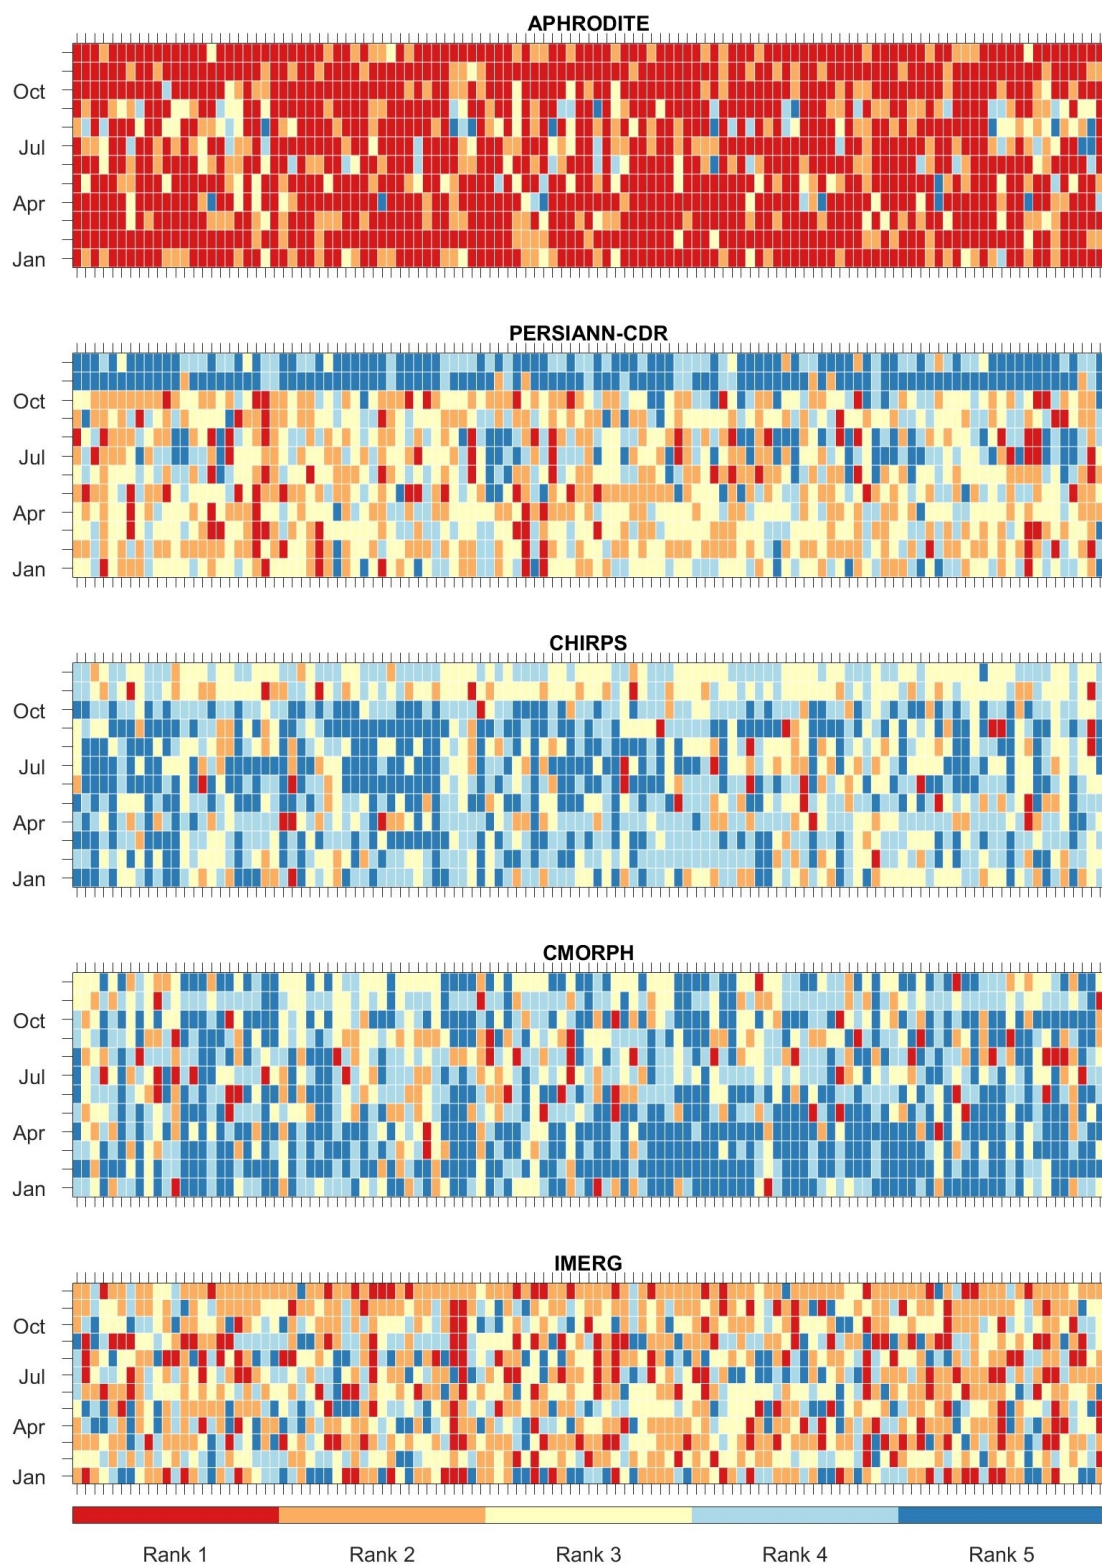 APHRODITE
Oct
Jul
Apr
Jan
PERSIANN-CDR
Oct
Jul
Apr
Jan
CHIRPS
Oct
Jul
Apr
Jan
CMORPH
Oct
Jul
Apr
Jan
IMERG
Oct
Jul
Apr
Jan
Rank 1 Rank 2 Rank 3 Rank 4 Rank 5